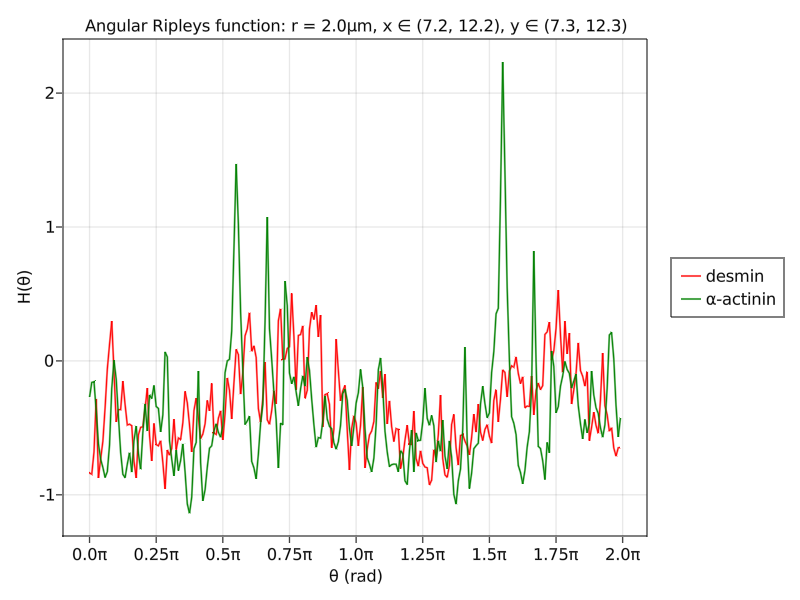 Angular Ripleys function: r = 2.0μm, x ∈ (7.2, 12.2), y ∈ (7.3, 12.3)
H(θ)
2
1
0
-1
0.0π 0.25π 0.5π 0.75π 1.0π 1.25π 1.5π 1.75π 2.0π
θ (rad)
desmin
α-actinin